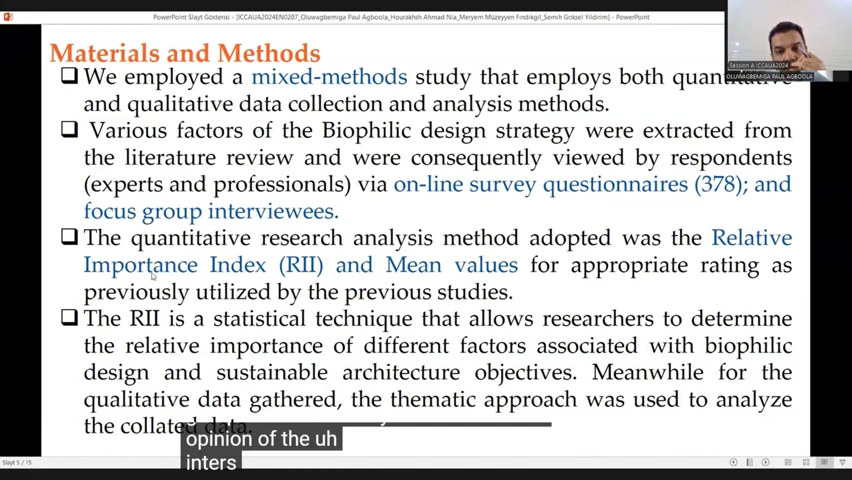 PowerPoint Slayt Gösterisi - [ICCAUA2024EN0207_Oluwagbemiga Paul Agboola_Hourakhsh Ahmad Nia_Meryem Müzeyyen Fındıkgil_Semih Goksel Yildirim] - PowerPoint
Session A ICCAUA2024
OLUWAGBEMIGA PAUL AGBOOLA
Materials and Methods
❑ We employed a mixed-methods study that employs both quantitative
and qualitative data collection and analysis methods.
❑ Various factors of the Biophilic design strategy were extracted from
the literature review and were consequently viewed by respondents
(experts and professionals) via on-line survey questionnaires (378); and
focus group interviewees.
❑ The quantitative research analysis method adopted was the Relative
Importance Index (RII) and Mean values for appropriate rating as
previously utilized by the previous studies.
❑ The RII is a statistical technique that allows researchers to determine
the relative importance of different factors associated with biophilic
design and sustainable architecture objectives. Meanwhile for the
qualitative data gathered, the thematic approach was used to analyze
the collated data.
opinion of the uh
inters
Slayt 5 / 15